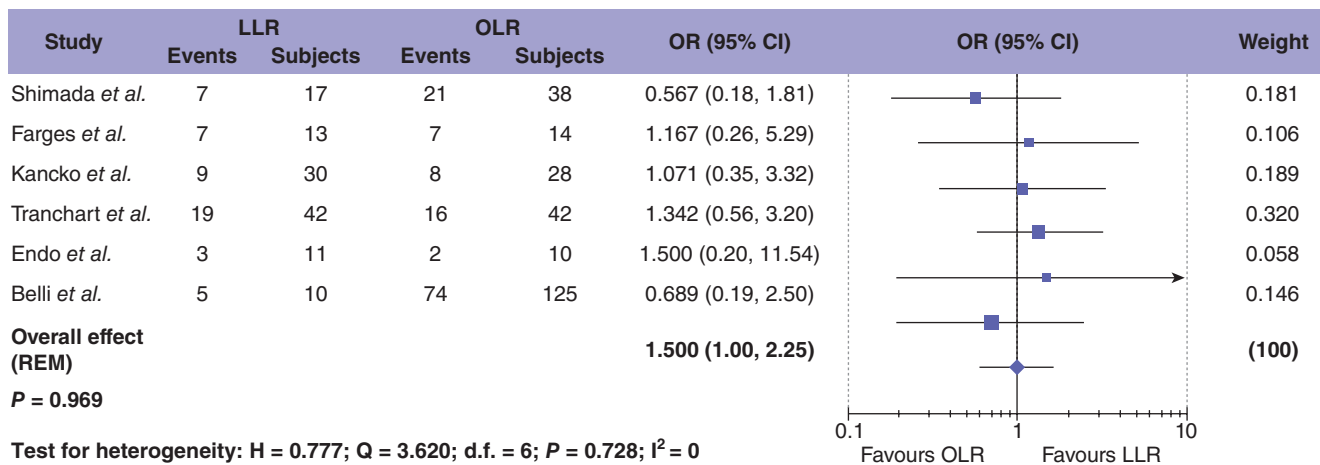 Study LLR OLR OR (95% CI) OR (95% CI) Weight
Events Subjects Events Subjects
Shimada et al. 7 17 21 38 0.567 (0.18, 1.81) 0.181
Farges et al. 7 13 7 14 1.167 (0.26, 5.29) 0.106
Kancko et al. 9 30 8 28 1.071 (0.35, 3.32) 0.189
Tranchart et al. 19 42 16 42 1.342 (0.56, 3.20) 0.320
Endo et al. 3 11 2 10 1.500 (0.20, 11.54) 0.058
Belli et al. 5 10 74 125 0.689 (0.19, 2.50) 0.146
Overall effect
(REM) 1.500 (1.00, 2.25) (100)
P = 0.969
0.1 1 10
Test for heterogeneity: H = 0.777; Q = 3.620; d.f. = 6; P = 0.728; I² = 0
Favours OLR Favours LLR